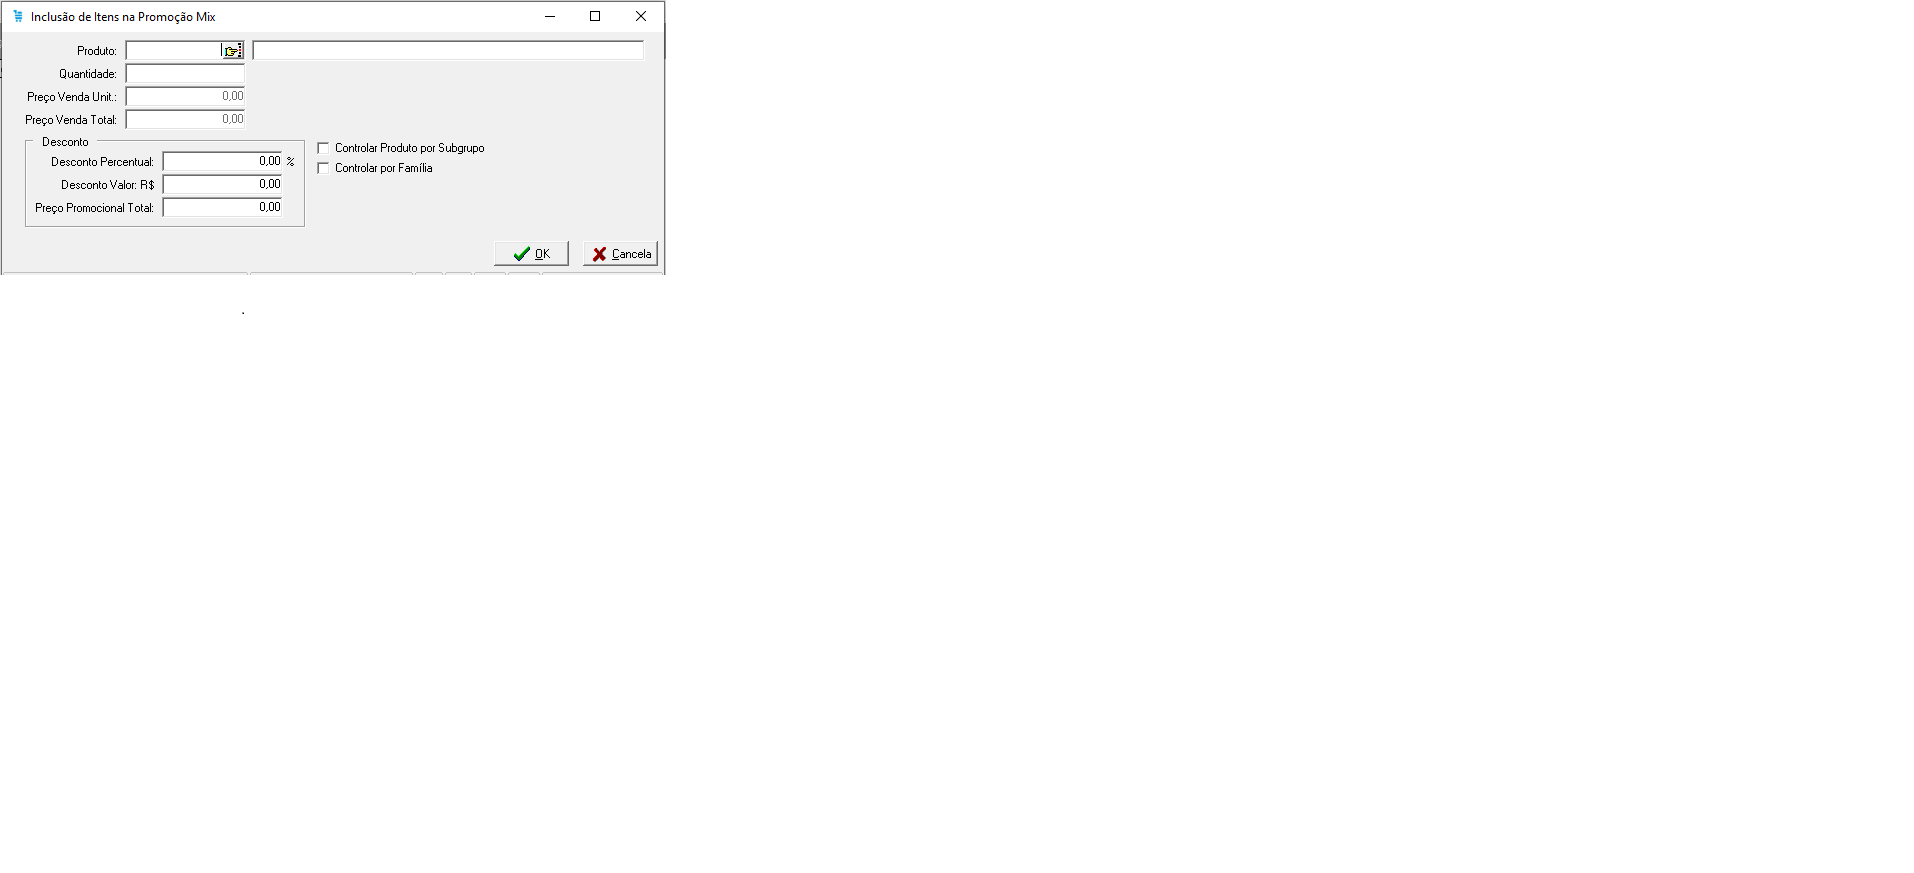 Inclusão de Itens na Promoção Mix
Produto:
Quantidade:
Preço Venda Unit.: 0,00
Preço Venda Total: 0,00
Desconto
Desconto Percentual: 0,00 %
Desconto Valor: R$ 0,00
Preço Promocional Total: 0,00
Controlar Produto por Subgrupo
Controlar por Família
OK Cancela
.